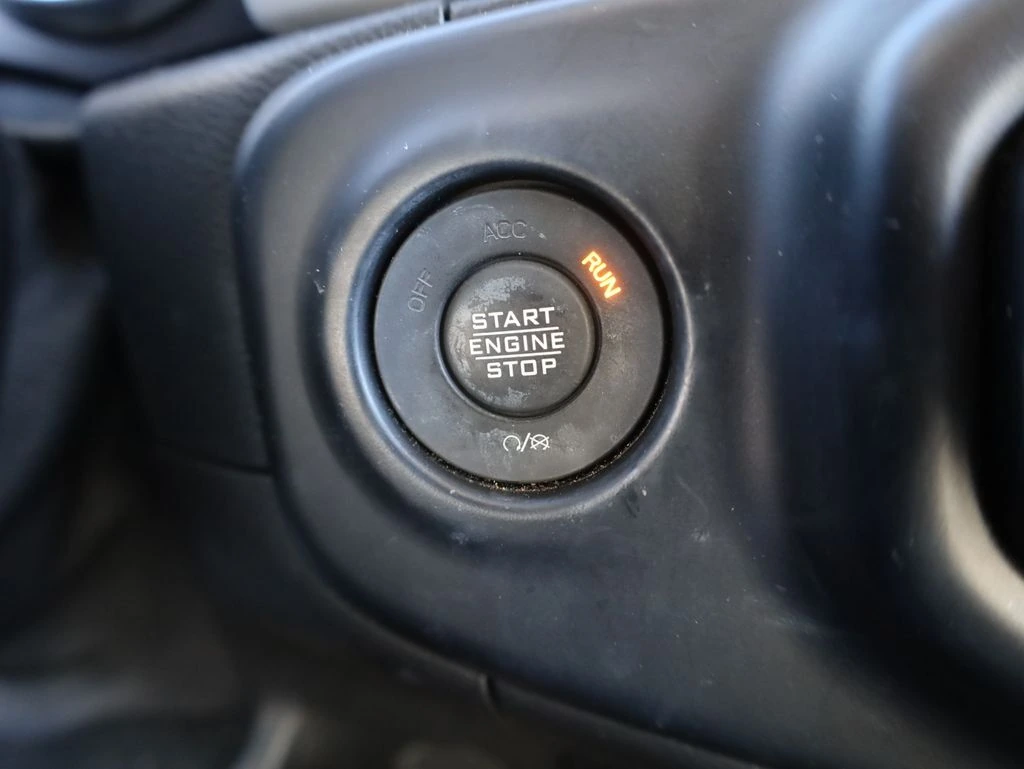 OFF
ACC
RUN
START
ENGINE
STOP